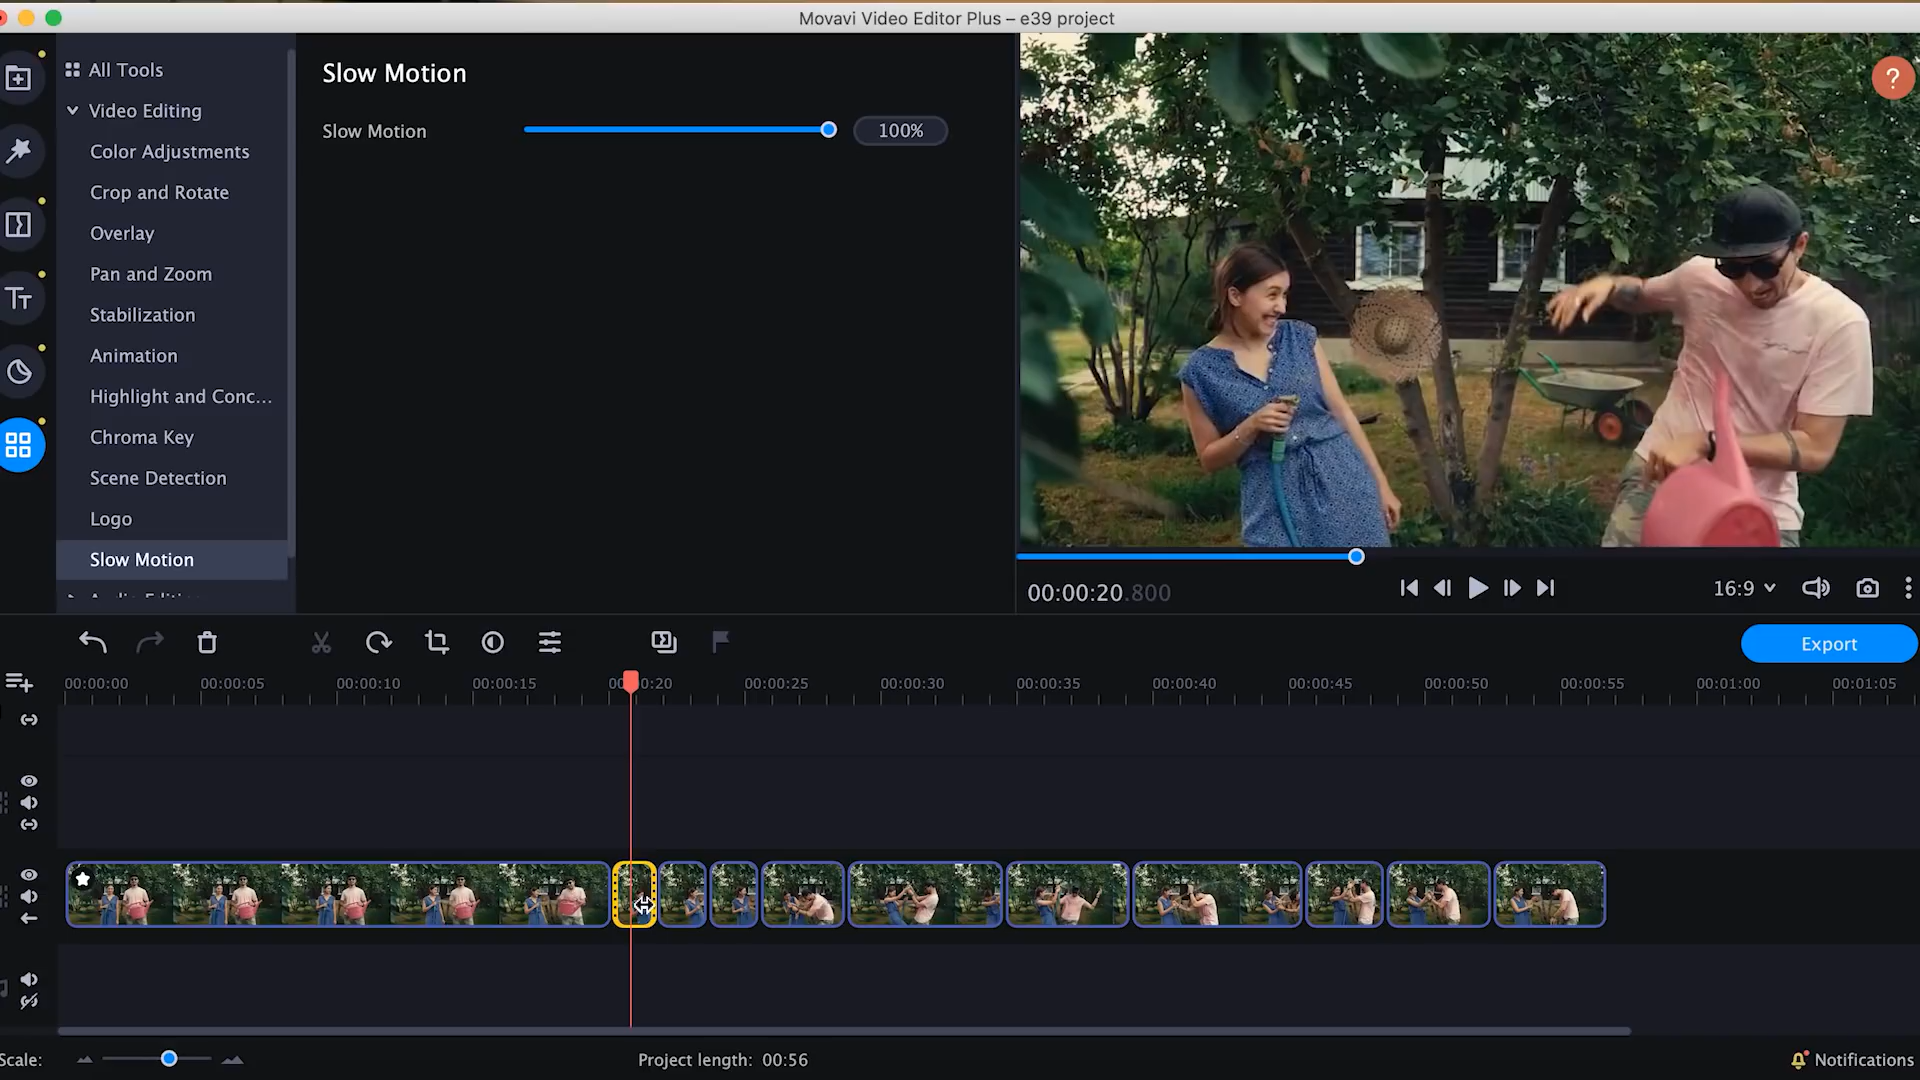 Movavi Video Editor Plus – e39 project
All Tools
Video Editing
Color Adjustments
Crop and Rotate
Overlay
Pan and Zoom
Stabilization
Animation
Highlight and Conc...
Chroma Key
Scene Detection
Logo
Slow Motion
Slow Motion
Slow Motion
100%
?
00:00:20.800
16:9
Tт
Export
00:00:00
00:00:05
00:00:10
00:00:15
00:00:20
00:00:25
00:00:30
00:00:35
00:00:40
00:00:45
00:00:50
00:00:55
00:01:00
00:01:05
Scale:
Project length: 00:56
Notifications